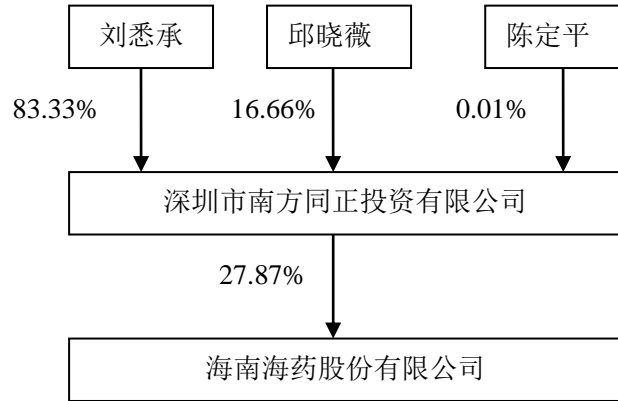 刘悉承 邱晓薇 陈定平
83.33% 16.66% 0.01%
深圳市南方同正投资有限公司
27.87%
海南海药股份有限公司